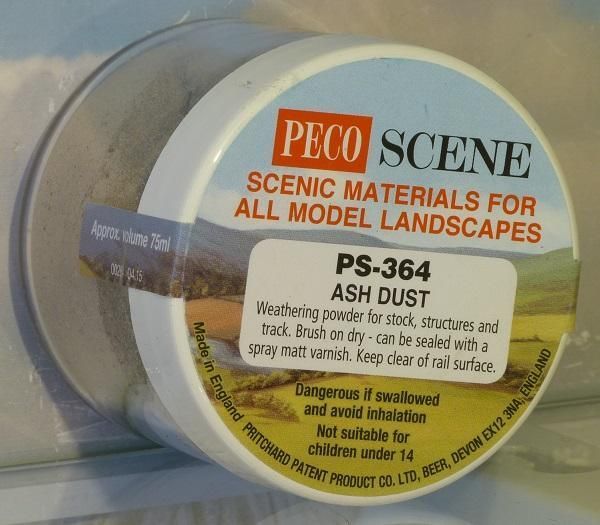 PECO SCENE
SCENIC MATERIALS FOR
ALL MODEL LANDSCAPES
PS-364
ASH DUST
Weathering powder for stock, structures and
track. Brush on dry - can be sealed with a
spray matt varnish. Keep clear of rail surface.
Dangerous if swallowed
and avoid inhalation
Not suitable for
children under 14
Made in England
PRITCHARD PATENT PRODUCT CO. LTD, BEER, DEVON EX12 3NA, ENGLAND
Approx. volume 75ml
04.15